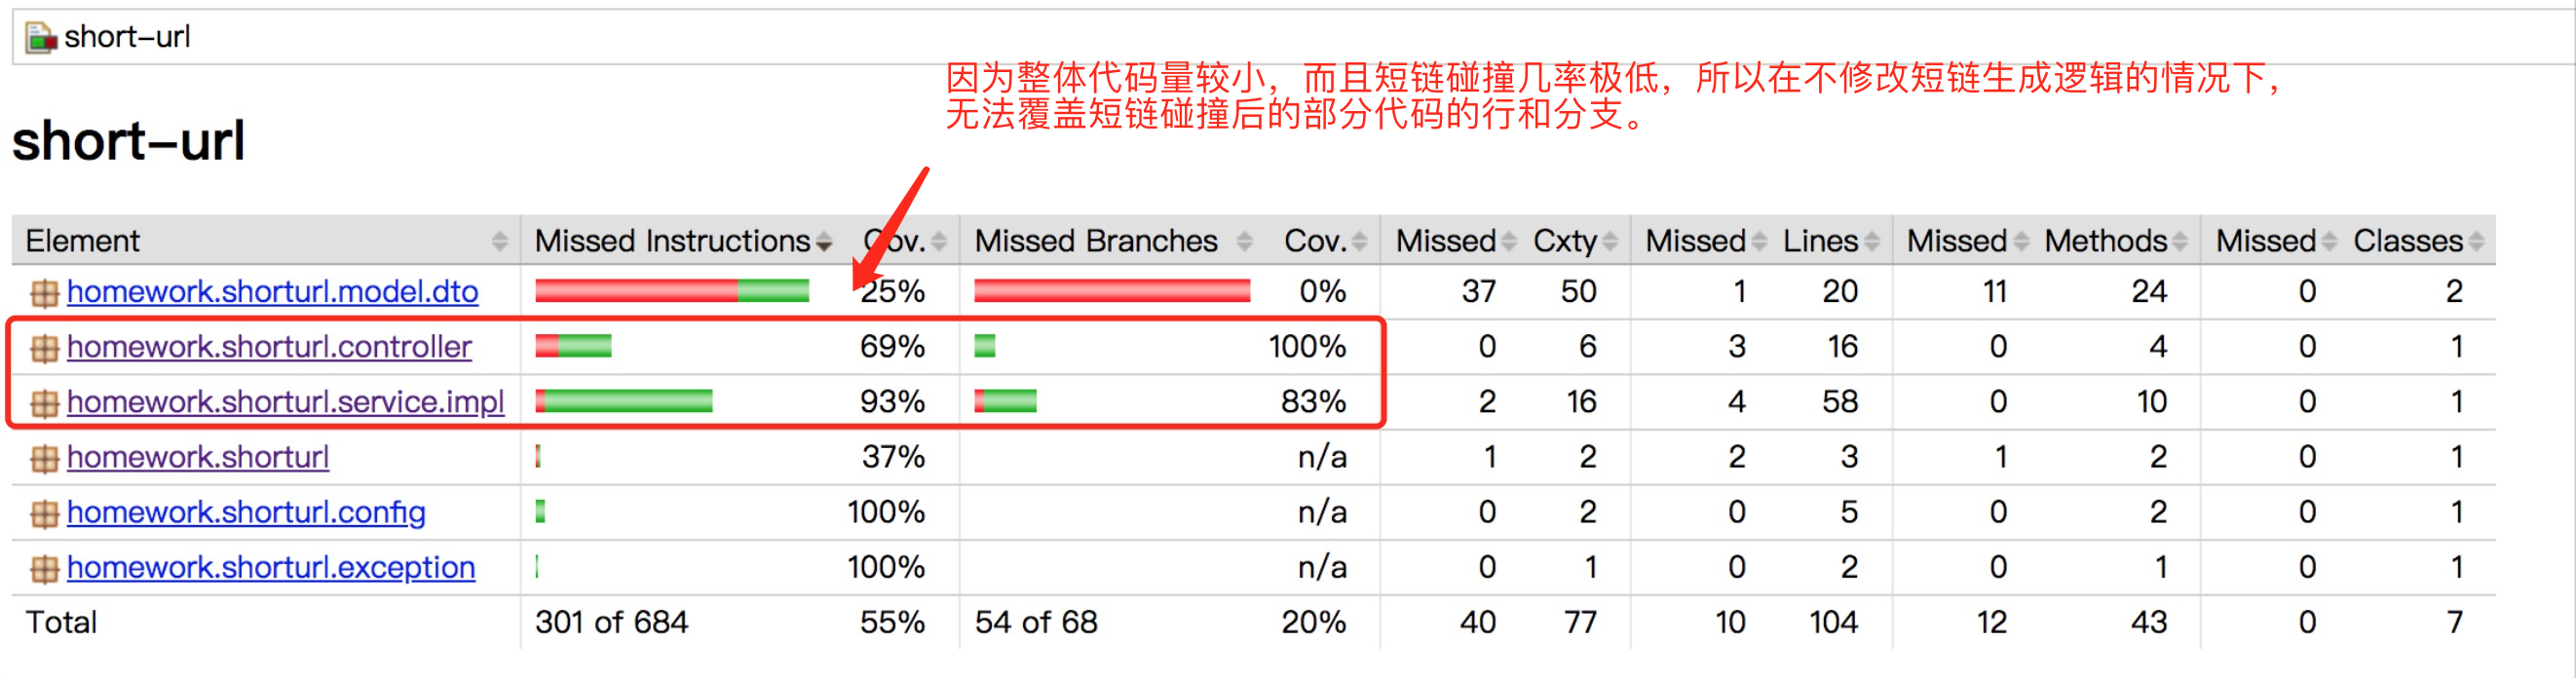 short-url
因为整体代码量较小，而且短链碰撞几率极低，所以在不修改短链生成逻辑的情况下，
无法覆盖短链碰撞后的部分代码的行和分支。
short-url
Element Missed Instructions Cov. Missed Branches Cov. Missed Cxty Missed Lines Missed Methods Missed Classes
homework.shorturl.model.dto 25% 0% 37 50 1 20 11 24 0 2
homework.shorturl.controller 69% 100% 0 6 3 16 0 4 0 1
homework.shorturl.service.impl 93% 83% 2 16 4 58 0 10 0 1
homework.shorturl 37% n/a 1 2 2 3 1 2 0 1
homework.shorturl.config 100% n/a 0 2 0 5 0 2 0 1
homework.shorturl.exception 100% n/a 0 1 0 2 0 1 0 1
Total 301 of 684 55% 54 of 68 20% 40 77 10 104 12 43 0 7